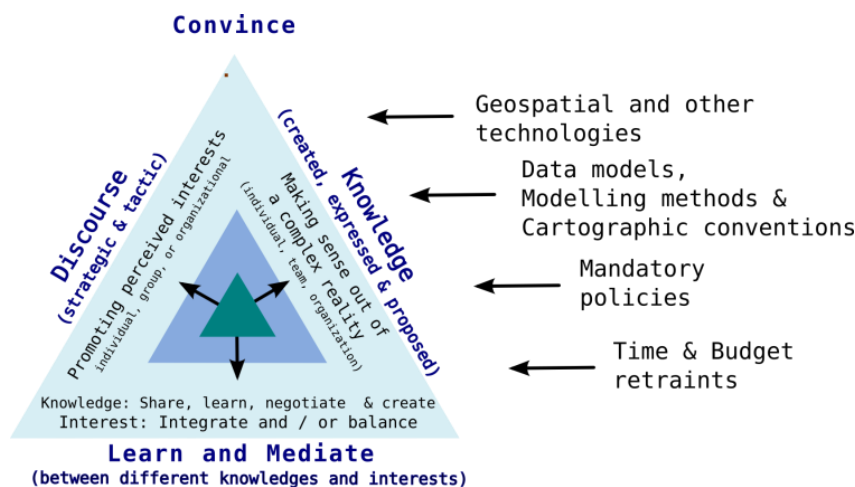 Convince
Discourse
(strategic & tactic)
Promoting perceived interests
individual, group, or organizational
Knowledge
(created, expressed & proposed)
Making sense out of
a complex reality
(individual, team, organization)
Knowledge: Share, learn, negotiate & create
Interest: Integrate and / or balance
Learn and Mediate
(between different knowledges and interests)
Geospatial and other
technologies
Data models,
Modelling methods &
Cartographic conventions
Mandatory
policies
Time & Budget
retraints